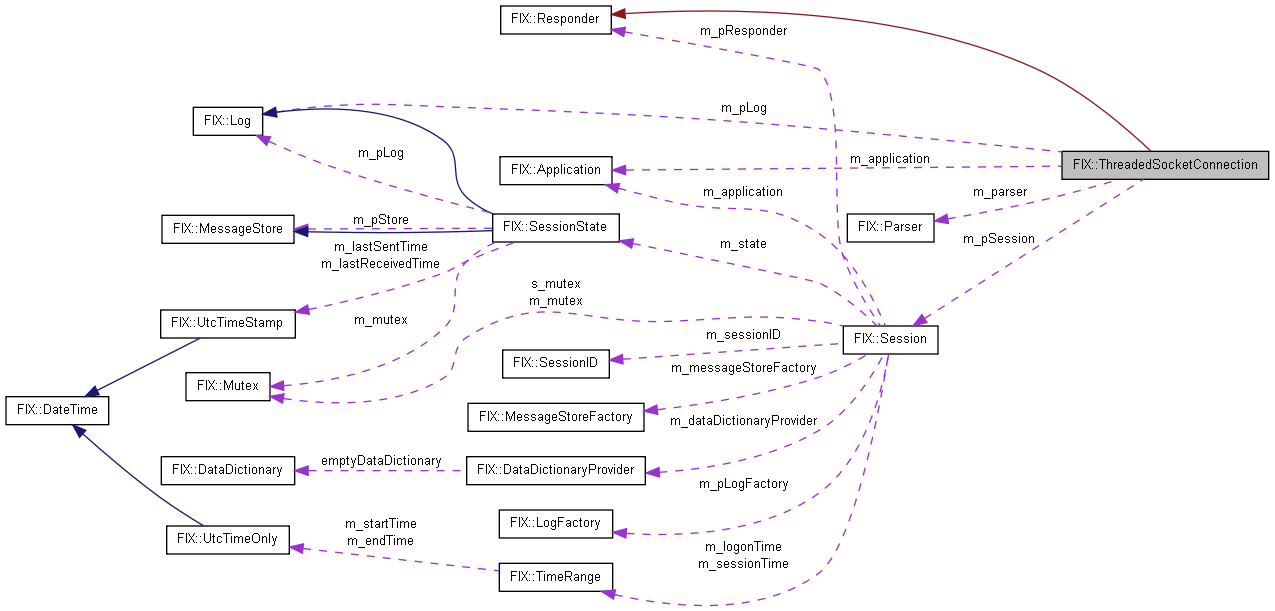 FIX::Responder
m_pResponder
m_pLog
FIX::Log
m_pLog
m_application
FIX::ThreadedSocketConnection
FIX::Application
m_application
m_parser
m_pStore
FIX::MessageStore
FIX::SessionState
FIX::Parser
m_state
m_pSession
m_lastSentTime
m_lastReceivedTime
s_mutex
m_mutex
FIX::UtcTimeStamp
m_mutex
m_sessionID
FIX::Session
FIX::SessionID
m_messageStoreFactory
FIX::Mutex
FIX::DateTime
FIX::MessageStoreFactory
m_dataDictionaryProvider
emptyDataDictionary
FIX::DataDictionary
FIX::DataDictionaryProvider
m_pLogFactory
FIX::LogFactory
m_startTime
m_endTime
FIX::UtcTimeOnly
m_logonTime
m_sessionTime
FIX::TimeRange